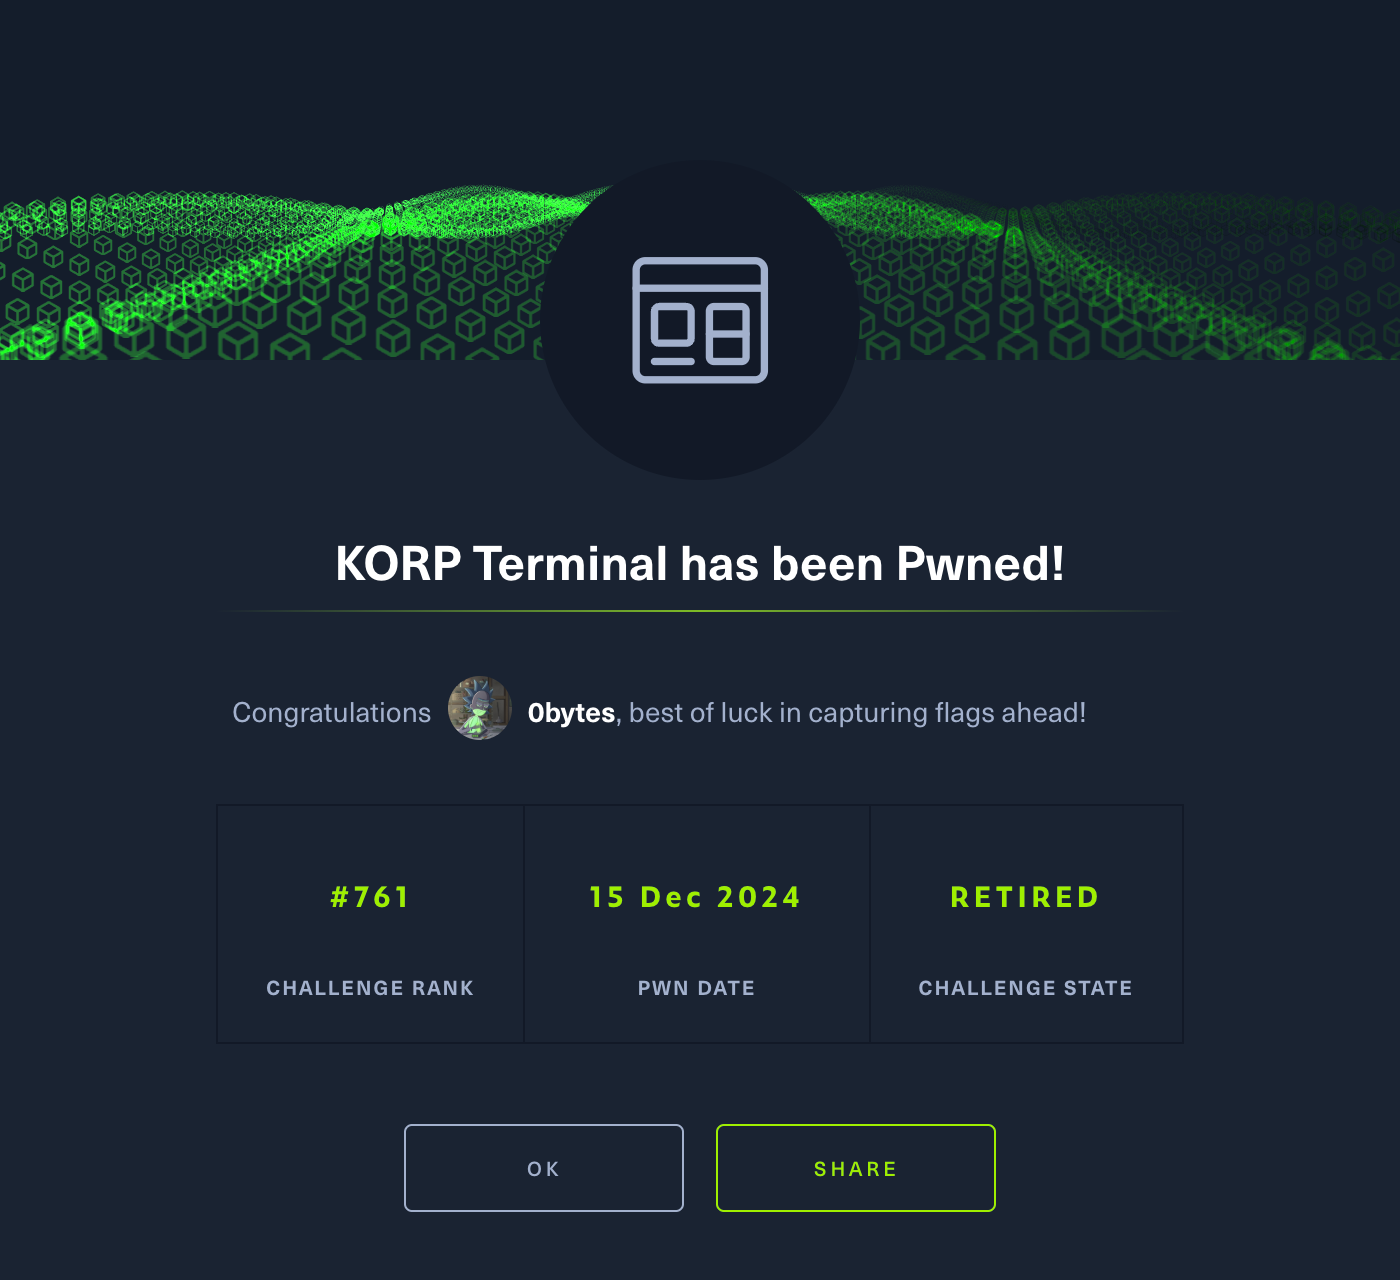 KORP Terminal has been Pwned!
Congratulations 0bytes, best of luck in capturing flags ahead!
#761 15 Dec 2024 RETIRED
CHALLENGE RANK PWN DATE CHALLENGE STATE
OK SHARE